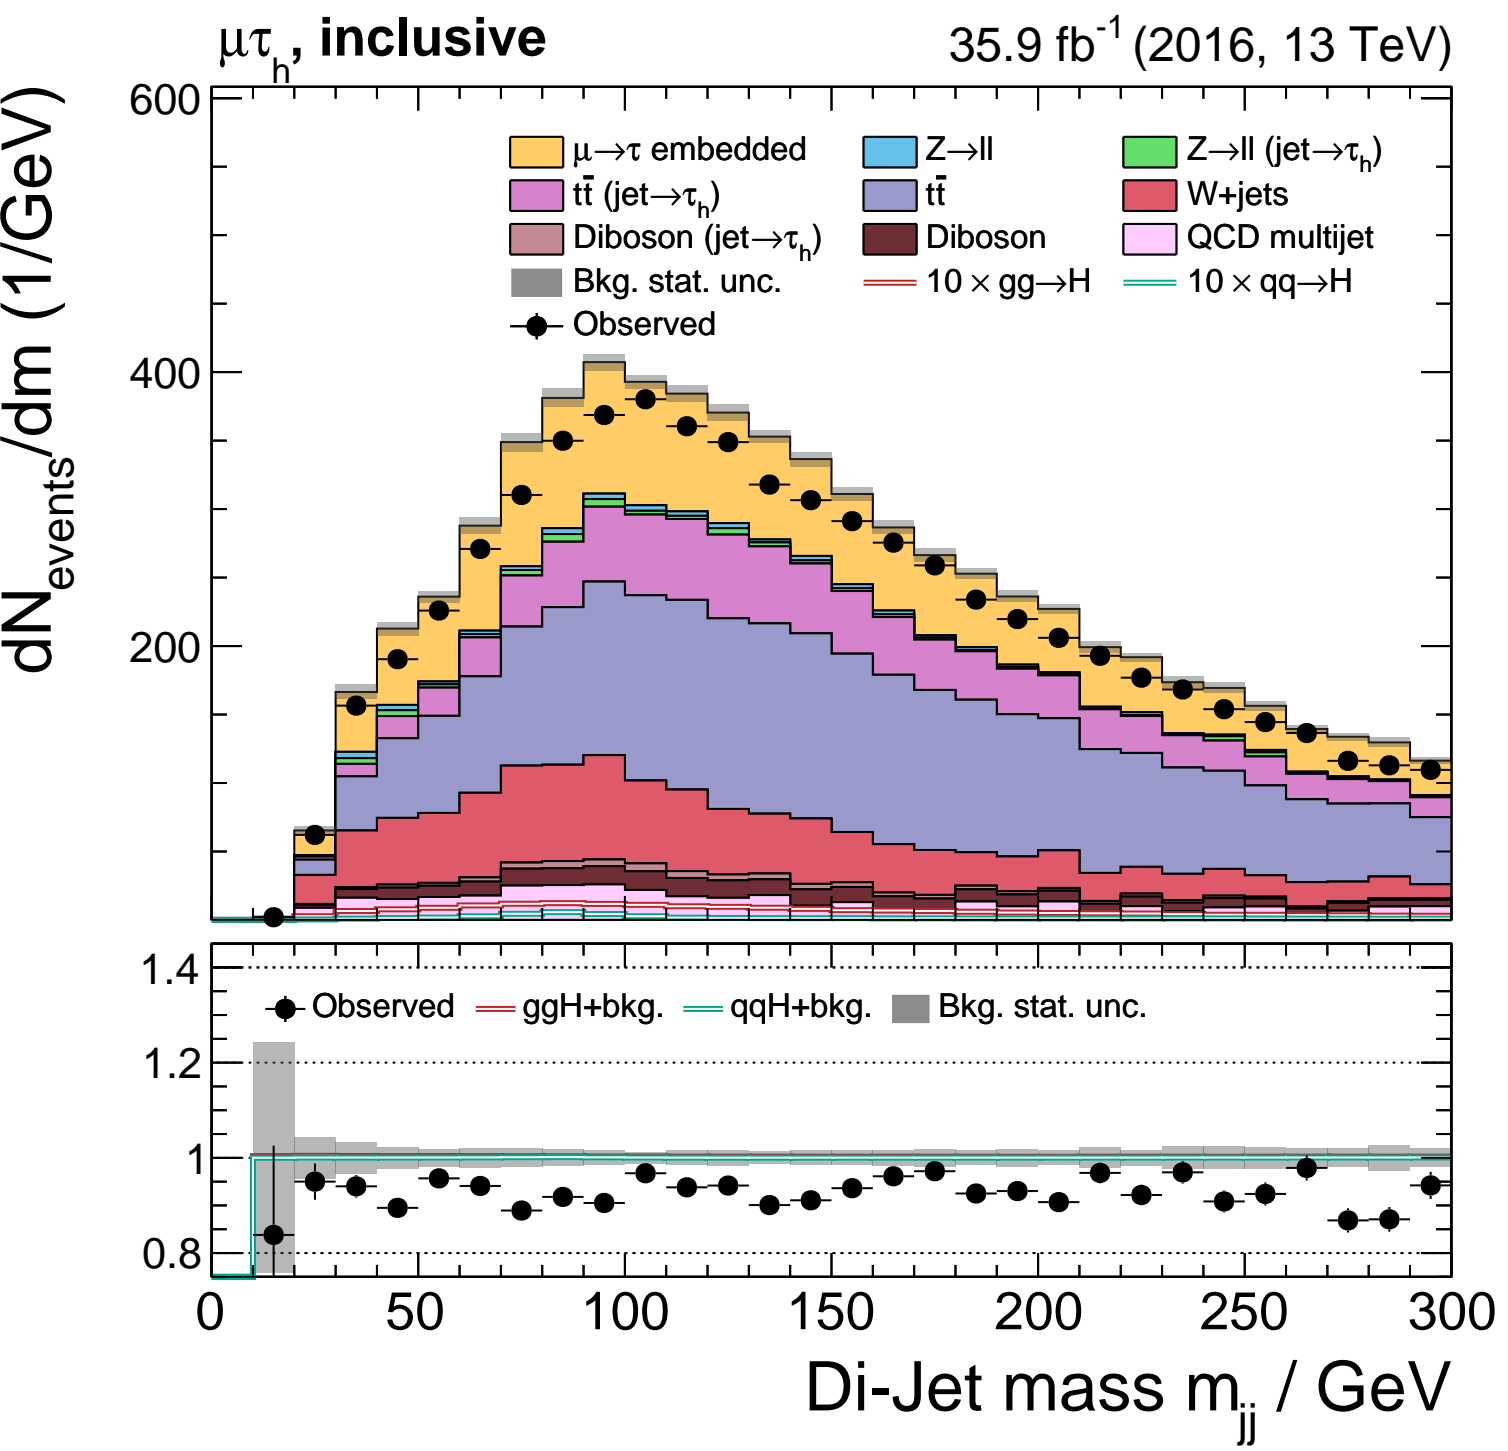 μτh, inclusive 35.9 fb-1 (2016, 13 TeV)
dNevents/dm (1/GeV)
600
400
200
μ→τ embedded Z→ll Z→ll (jet→τh)
tt̄ (jet→τh) tt̄ W+jets
Diboson (jet→τh) Diboson QCD multijet
Bkg. stat. unc. 10 × gg→H 10 × qq→H
Observed
1.4
1.2
1
0.8
Observed ggH+bkg. qqH+bkg. Bkg. stat. unc.
0 50 100 150 200 250 300
Di-Jet mass mjj / GeV